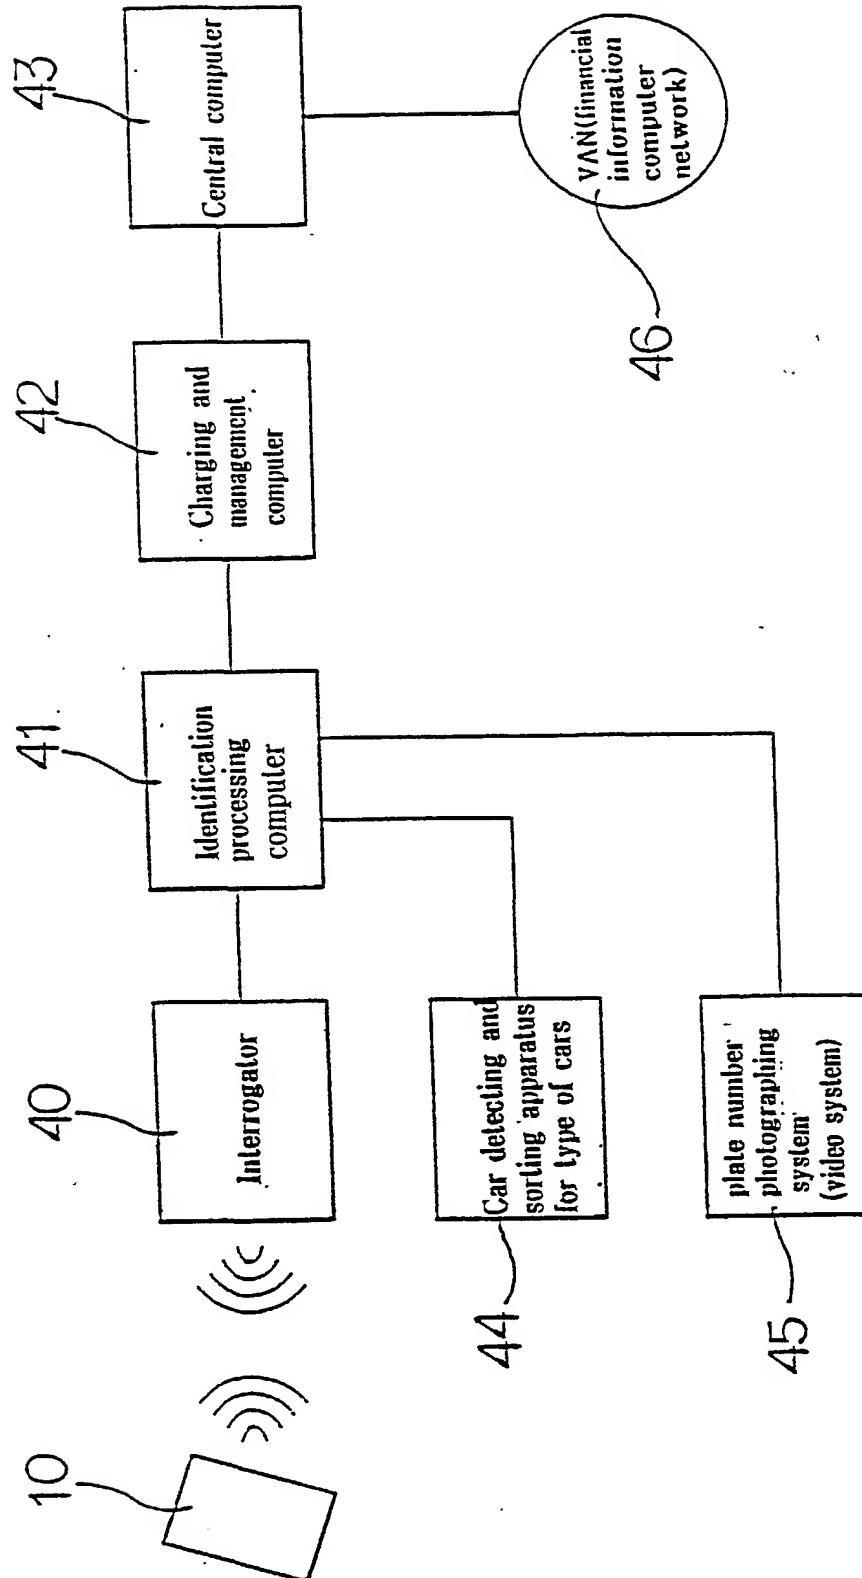 10
40
Interrogator
41
Identification
processing
computer
42
Charging and
management
computer
43
Central computer
44
Car detecting and
sorting apparatus
for type of cars
45
plate number
photographing
system
(video system)
46
VAN(financial
information
computer
network)